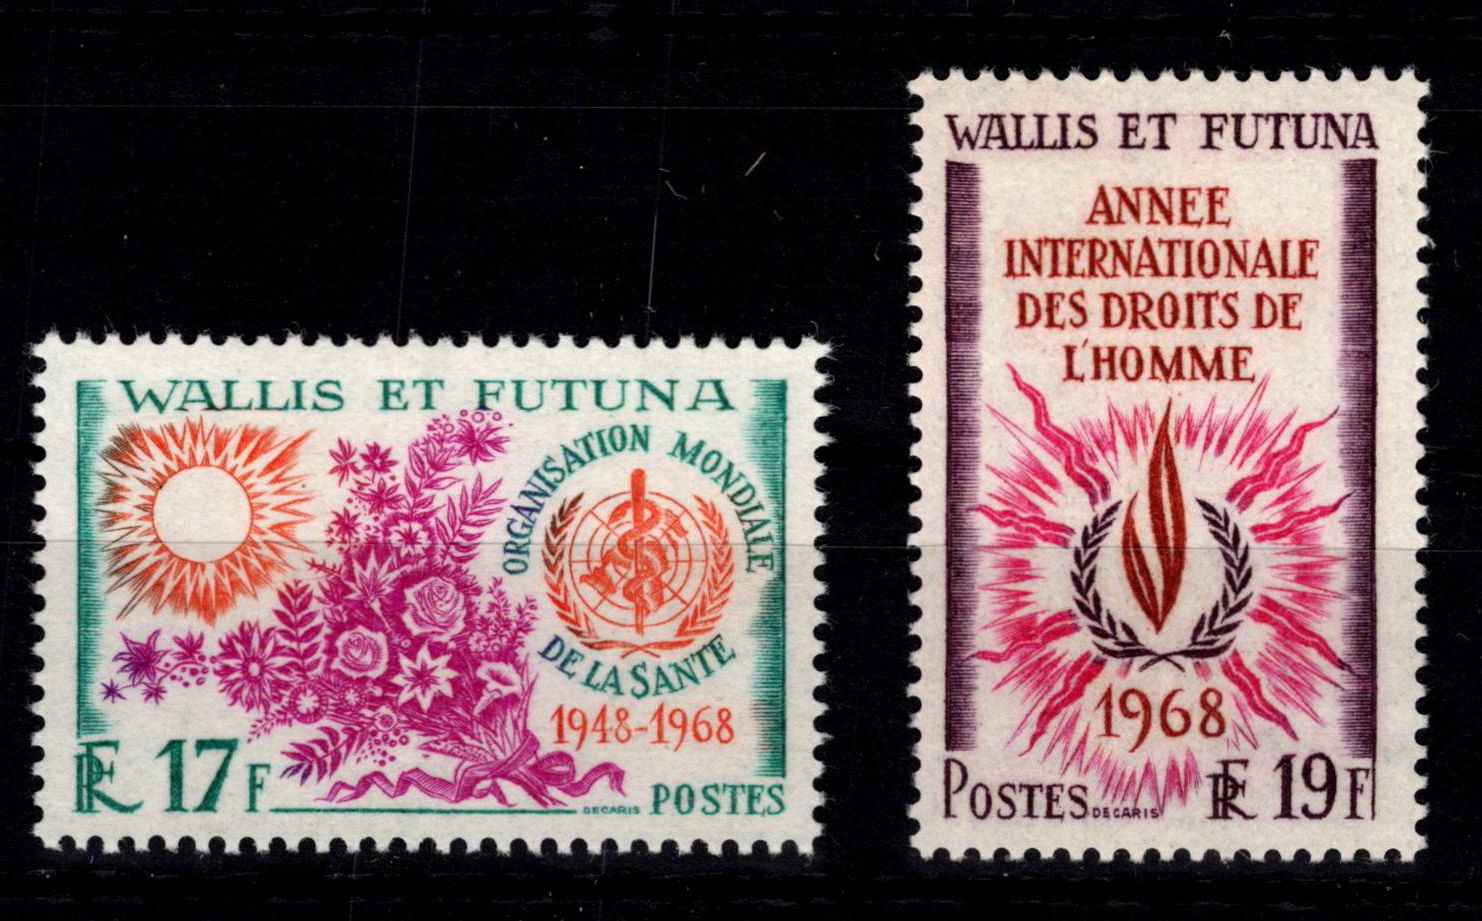 WALLIS ET FUTUNA
ORGANISATION MONDIALE
DE LA SANTE
1948-1968
RF 17F
DECARIS
POSTES
WALLIS ET FUTUNA
ANNEE
INTERNATIONALE
DES DROITS DE
L'HOMME
1968
POSTES DECARIS RF 19F